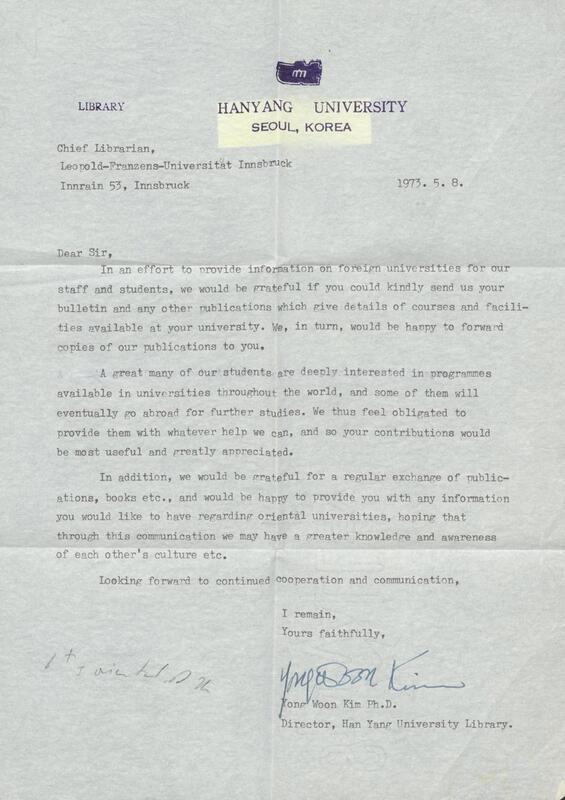 LIBRARY HANYANG UNIVERSITY
SEOUL, KOREA
Chief Librarian,
Leopold-Franzens-Universität Innsbruck
Innrain 53, Innsbruck 1973. 5. 8.
Dear Sir,
In an effort to provide information on foreign universities for our
staff and students, we would be grateful if you could kindly send us your
bulletin and any other publications which give details of courses and facili-
ties available at your university. We, in turn, would be happy to forward
copies of our publications to you.
A great many of our students are deeply interested in programmes
available in universities throughout the world, and some of them will
eventually go abroad for further studies. We thus feel obligated to
provide them with whatever help we can, and so your contributions would
be most useful and greatly appreciated.
In addition, we would be grateful for a regular exchange of public-
ations, books etc., and would be happy to provide you with any information
you would like to have regarding oriental universities, hoping that
through this communication we may have a greater knowledge and awareness
of each other's culture etc.
Looking forward to continued cooperation and communication,
I remain,
Yours faithfully,
Yong Woon Kim
Yong Woon Kim Ph.D.
Director, Han Yang University Library.